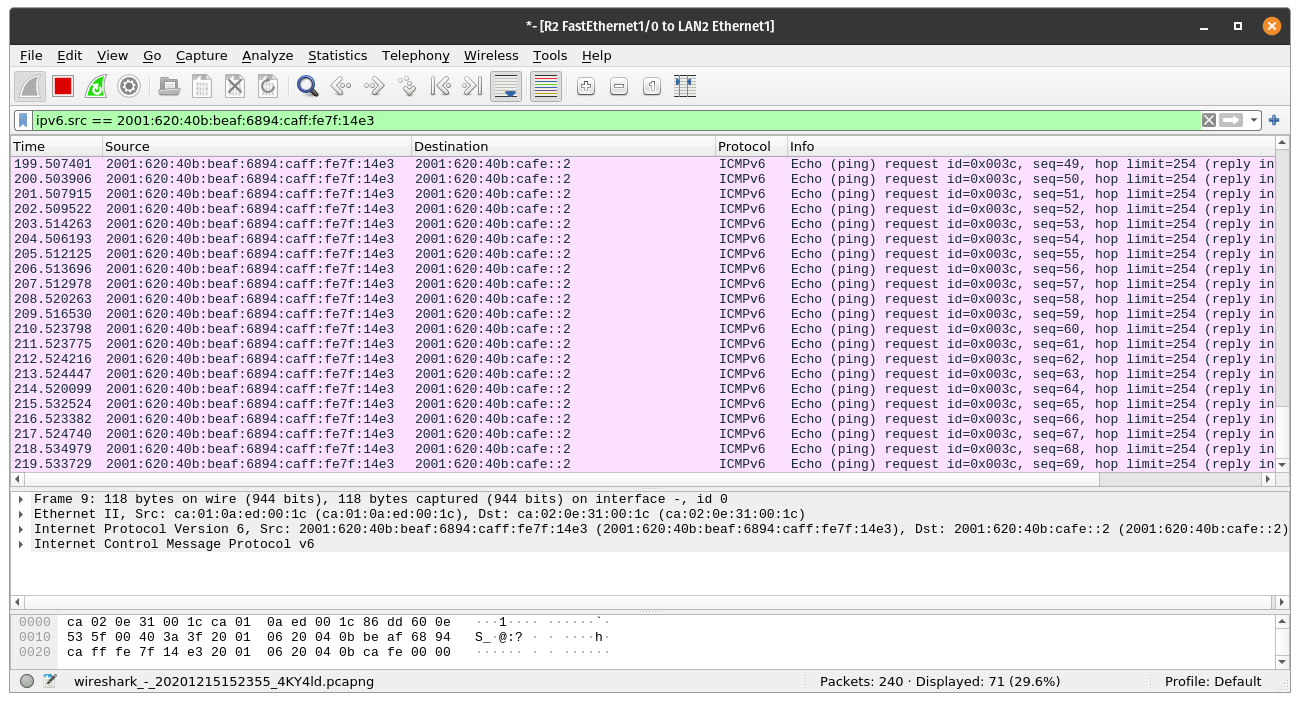 *- [R2 FastEthernet1/0 to LAN2 Ethernet1]
File Edit View Go Capture Analyze Statistics Telephony Wireless Tools Help
ipv6.src == 2001:620:40b:beaf:6894:caff:fe7f:14e3
Time Source Destination Protocol Info
199.507401 2001:620:40b:beaf:6894:caff:fe7f:14e3 2001:620:40b:cafe::2 ICMPv6 Echo (ping) request id=0x003c, seq=49, hop limit=254 (reply in
200.503906 2001:620:40b:beaf:6894:caff:fe7f:14e3 2001:620:40b:cafe::2 ICMPv6 Echo (ping) request id=0x003c, seq=50, hop limit=254 (reply in
201.507915 2001:620:40b:beaf:6894:caff:fe7f:14e3 2001:620:40b:cafe::2 ICMPv6 Echo (ping) request id=0x003c, seq=51, hop limit=254 (reply in
202.509522 2001:620:40b:beaf:6894:caff:fe7f:14e3 2001:620:40b:cafe::2 ICMPv6 Echo (ping) request id=0x003c, seq=52, hop limit=254 (reply in
203.514263 2001:620:40b:beaf:6894:caff:fe7f:14e3 2001:620:40b:cafe::2 ICMPv6 Echo (ping) request id=0x003c, seq=53, hop limit=254 (reply in
204.506193 2001:620:40b:beaf:6894:caff:fe7f:14e3 2001:620:40b:cafe::2 ICMPv6 Echo (ping) request id=0x003c, seq=54, hop limit=254 (reply in
205.512125 2001:620:40b:beaf:6894:caff:fe7f:14e3 2001:620:40b:cafe::2 ICMPv6 Echo (ping) request id=0x003c, seq=55, hop limit=254 (reply in
206.513696 2001:620:40b:beaf:6894:caff:fe7f:14e3 2001:620:40b:cafe::2 ICMPv6 Echo (ping) request id=0x003c, seq=56, hop limit=254 (reply in
207.512978 2001:620:40b:beaf:6894:caff:fe7f:14e3 2001:620:40b:cafe::2 ICMPv6 Echo (ping) request id=0x003c, seq=57, hop limit=254 (reply in
208.520263 2001:620:40b:beaf:6894:caff:fe7f:14e3 2001:620:40b:cafe::2 ICMPv6 Echo (ping) request id=0x003c, seq=58, hop limit=254 (reply in
209.516530 2001:620:40b:beaf:6894:caff:fe7f:14e3 2001:620:40b:cafe::2 ICMPv6 Echo (ping) request id=0x003c, seq=59, hop limit=254 (reply in
210.523798 2001:620:40b:beaf:6894:caff:fe7f:14e3 2001:620:40b:cafe::2 ICMPv6 Echo (ping) request id=0x003c, seq=60, hop limit=254 (reply in
211.523775 2001:620:40b:beaf:6894:caff:fe7f:14e3 2001:620:40b:cafe::2 ICMPv6 Echo (ping) request id=0x003c, seq=61, hop limit=254 (reply in
212.524216 2001:620:40b:beaf:6894:caff:fe7f:14e3 2001:620:40b:cafe::2 ICMPv6 Echo (ping) request id=0x003c, seq=62, hop limit=254 (reply in
213.524447 2001:620:40b:beaf:6894:caff:fe7f:14e3 2001:620:40b:cafe::2 ICMPv6 Echo (ping) request id=0x003c, seq=63, hop limit=254 (reply in
214.520099 2001:620:40b:beaf:6894:caff:fe7f:14e3 2001:620:40b:cafe::2 ICMPv6 Echo (ping) request id=0x003c, seq=64, hop limit=254 (reply in
215.532524 2001:620:40b:beaf:6894:caff:fe7f:14e3 2001:620:40b:cafe::2 ICMPv6 Echo (ping) request id=0x003c, seq=65, hop limit=254 (reply in
216.523382 2001:620:40b:beaf:6894:caff:fe7f:14e3 2001:620:40b:cafe::2 ICMPv6 Echo (ping) request id=0x003c, seq=66, hop limit=254 (reply in
217.524740 2001:620:40b:beaf:6894:caff:fe7f:14e3 2001:620:40b:cafe::2 ICMPv6 Echo (ping) request id=0x003c, seq=67, hop limit=254 (reply in
218.534979 2001:620:40b:beaf:6894:caff:fe7f:14e3 2001:620:40b:cafe::2 ICMPv6 Echo (ping) request id=0x003c, seq=68, hop limit=254 (reply in
219.533729 2001:620:40b:beaf:6894:caff:fe7f:14e3 2001:620:40b:cafe::2 ICMPv6 Echo (ping) request id=0x003c, seq=69, hop limit=254 (reply in
Frame 9: 118 bytes on wire (944 bits), 118 bytes captured (944 bits) on interface -, id 0
Ethernet II, Src: ca:01:0a:ed:00:1c (ca:01:0a:ed:00:1c), Dst: ca:02:0e:31:00:1c (ca:02:0e:31:00:1c)
Internet Protocol Version 6, Src: 2001:620:40b:beaf:6894:caff:fe7f:14e3 (2001:620:40b:beaf:6894:caff:fe7f:14e3), Dst: 2001:620:40b:cafe::2 (2001:620:40b:cafe::2)
Internet Control Message Protocol v6
0000 ca 02 0e 31 00 1c ca 01 0a ed 00 1c 86 dd 60 0e ···1···· ······`·
0010 53 5f 00 40 3a 3f 20 01 06 20 04 0b be af 68 94 S_·@:? · · ····h·
0020 ca ff fe 7f 14 e3 20 01 06 20 04 0b ca fe 00 00 ······ · · ······
wireshark_-_20201215152355_4KY4ld.pcapng Packets: 240 · Displayed: 71 (29.6%) Profile: Default